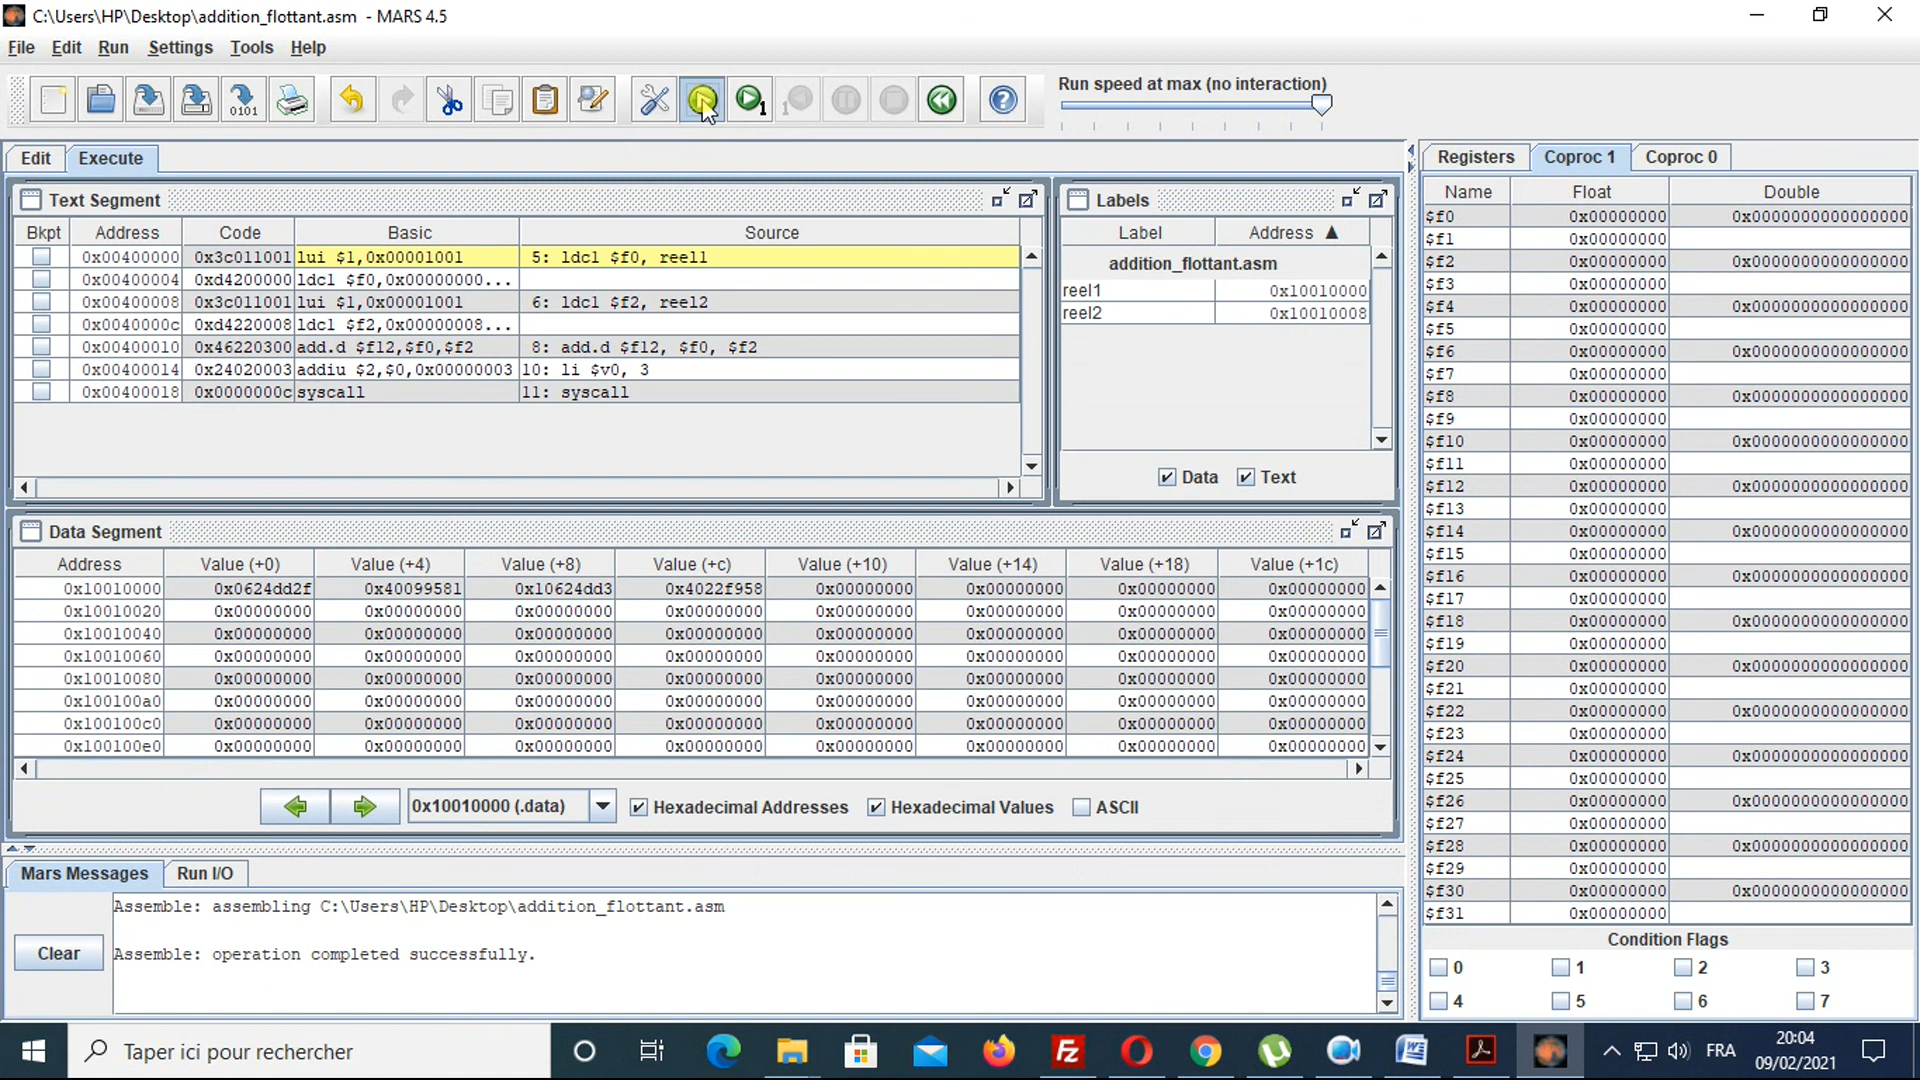 C:\Users\HP\Desktop\addition_flottant.asm - MARS 4.5
File Edit Run Settings Tools Help
Run speed at max (no interaction)
Edit Execute
Text Segment
Bkpt Address Code Basic Source
0x00400000 0x3c011001 lui $1,0x00001001 5: ldc1 $f0, reel1
0x00400004 0xd4200000 ldc1 $f0,0x00000000...
0x00400008 0x3c011001 lui $1,0x00001001 6: ldc1 $f2, reel2
0x0040000c 0xd4220008 ldc1 $f2,0x00000008...
0x00400010 0x46220300 add.d $f12,$f0,$f2 8: add.d $f12, $f0, $f2
0x00400014 0x24020003 addiu $2,$0,0x00000003 10: li $v0, 3
0x00400018 0x0000000c syscall 11: syscall
Labels
Label Address ▲
addition_flottant.asm
reel1 0x10010000
reel2 0x10010008
Data Text
Data Segment
Address Value (+0) Value (+4) Value (+8) Value (+c) Value (+10) Value (+14) Value (+18) Value (+1c)
0x10010000 0x0624dd2f 0x40099581 0x10624dd3 0x4022f958 0x00000000 0x00000000 0x00000000 0x00000000
0x10010020 0x00000000 0x00000000 0x00000000 0x00000000 0x00000000 0x00000000 0x00000000 0x00000000
0x10010040 0x00000000 0x00000000 0x00000000 0x00000000 0x00000000 0x00000000 0x00000000 0x00000000
0x10010060 0x00000000 0x00000000 0x00000000 0x00000000 0x00000000 0x00000000 0x00000000 0x00000000
0x10010080 0x00000000 0x00000000 0x00000000 0x00000000 0x00000000 0x00000000 0x00000000 0x00000000
0x100100a0 0x00000000 0x00000000 0x00000000 0x00000000 0x00000000 0x00000000 0x00000000 0x00000000
0x100100c0 0x00000000 0x00000000 0x00000000 0x00000000 0x00000000 0x00000000 0x00000000 0x00000000
0x100100e0 0x00000000 0x00000000 0x00000000 0x00000000 0x00000000 0x00000000 0x00000000 0x00000000
0x10010000 (.data) Hexadecimal Addresses Hexadecimal Values ASCII
Mars Messages Run I/O
Clear
Assemble: assembling C:\Users\HP\Desktop\addition_flottant.asm
Assemble: operation completed successfully.
Registers Coproc 1 Coproc 0
Name Float Double
$f0 0x00000000 0x0000000000000000
$f1 0x00000000
$f2 0x00000000 0x0000000000000000
$f3 0x00000000
$f4 0x00000000 0x0000000000000000
$f5 0x00000000
$f6 0x00000000 0x0000000000000000
$f7 0x00000000
$f8 0x00000000 0x0000000000000000
$f9 0x00000000
$f10 0x00000000 0x0000000000000000
$f11 0x00000000
$f12 0x00000000 0x0000000000000000
$f13 0x00000000
$f14 0x00000000 0x0000000000000000
$f15 0x00000000
$f16 0x00000000 0x0000000000000000
$f17 0x00000000
$f18 0x00000000 0x0000000000000000
$f19 0x00000000
$f20 0x00000000 0x0000000000000000
$f21 0x00000000
$f22 0x00000000 0x0000000000000000
$f23 0x00000000
$f24 0x00000000 0x0000000000000000
$f25 0x00000000
$f26 0x00000000 0x0000000000000000
$f27 0x00000000
$f28 0x00000000 0x0000000000000000
$f29 0x00000000
$f30 0x00000000 0x0000000000000000
$f31 0x00000000
Condition Flags
0 1 2 3
4 5 6 7
Taper ici pour rechercher
FRA
20:04
09/02/2021